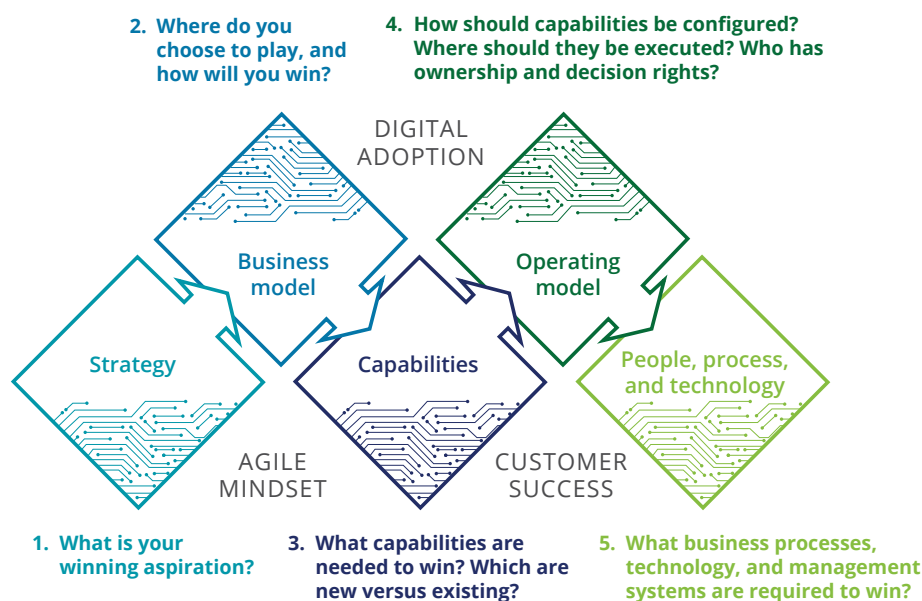 2. Where do you
choose to play, and
how will you win?
4. How should capabilities be configured?
Where should they be executed? Who has
ownership and decision rights?
DIGITAL
ADOPTION
Business
model
Operating
model
Strategy
Capabilities
People, process,
and technology
AGILE
MINDSET
CUSTOMER
SUCCESS
1. What is your
winning aspiration?
3. What capabilities are
needed to win? Which are
new versus existing?
5. What business processes,
technology, and management
systems are required to win?